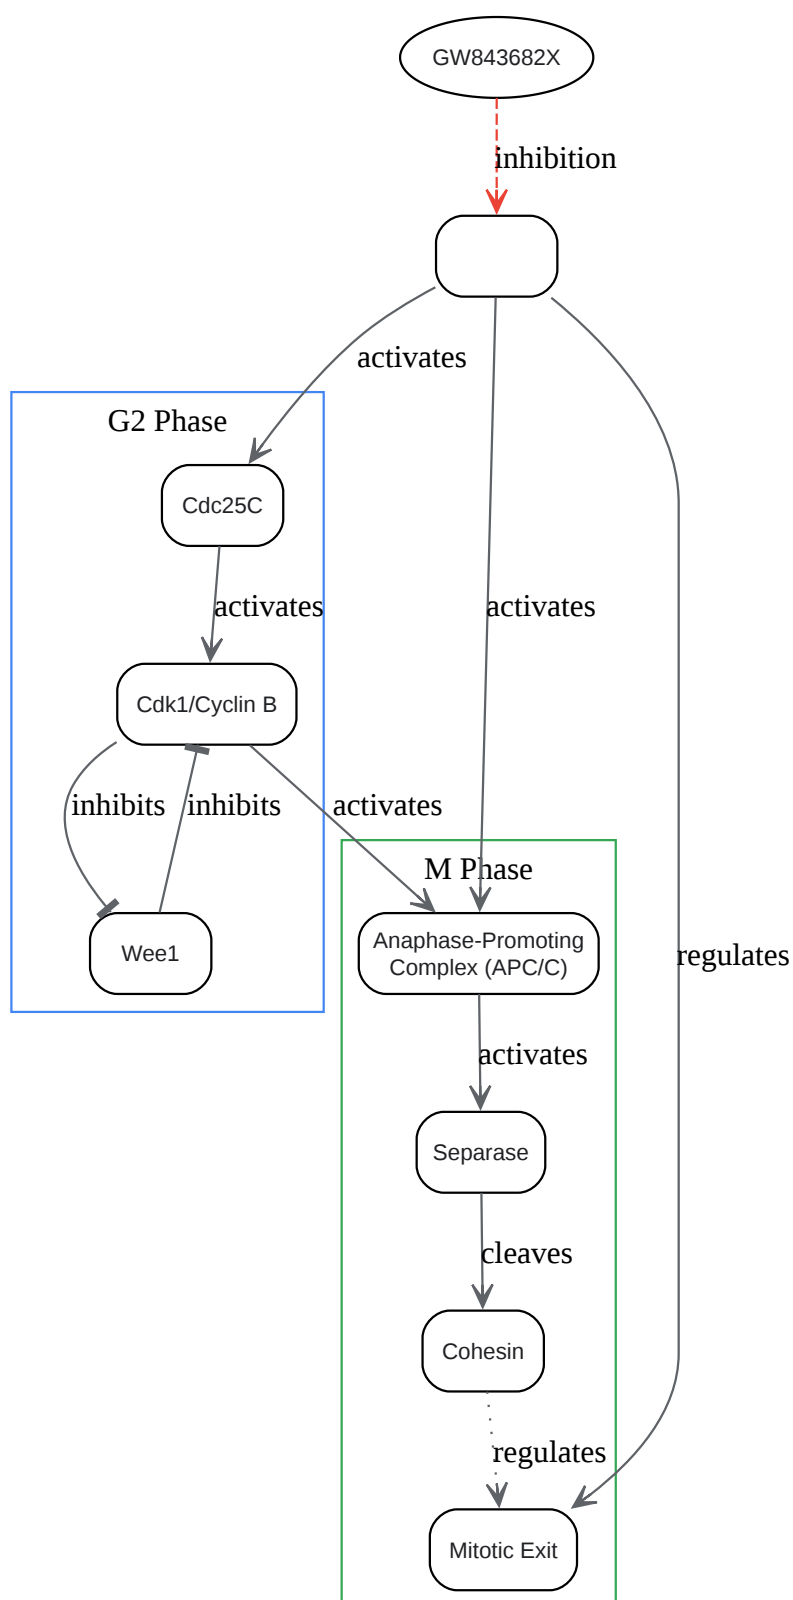 GW843682X
inhibition
activates
G2 Phase
Cdc25C
activates
activates
Cdk1/Cyclin B
inhibits
inhibits
activates
M Phase
Wee1
Anaphase-Promoting
Complex (APC/C)
regulates
activates
Separase
cleaves
Cohesin
regulates
Mitotic Exit